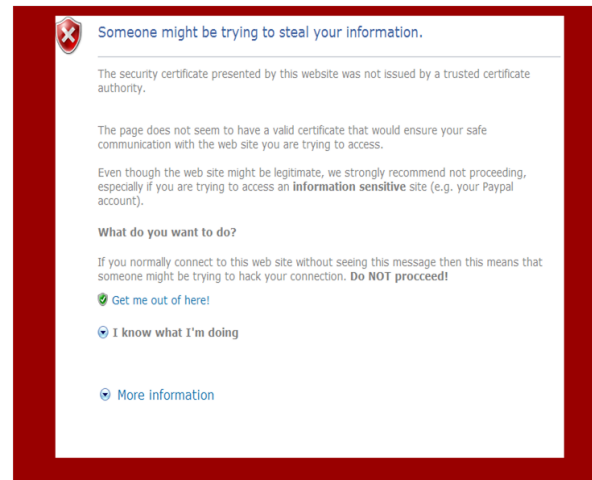 Someone might be trying to steal your information.
The security certificate presented by this website was not issued by a trusted certificate
authority.
The page does not seem to have a valid certificate that would ensure your safe
communication with the web site you are trying to access.
Even though the web site might be legitimate, we strongly recommend not proceeding,
especially if you are trying to access an information sensitive site (e.g. your Paypal
account).
What do you want to do?
If you normally connect to this web site without seeing this message then this means that
someone might be trying to hack your connection. Do NOT procceed!
Get me out of here!
I know what I'm doing
More information